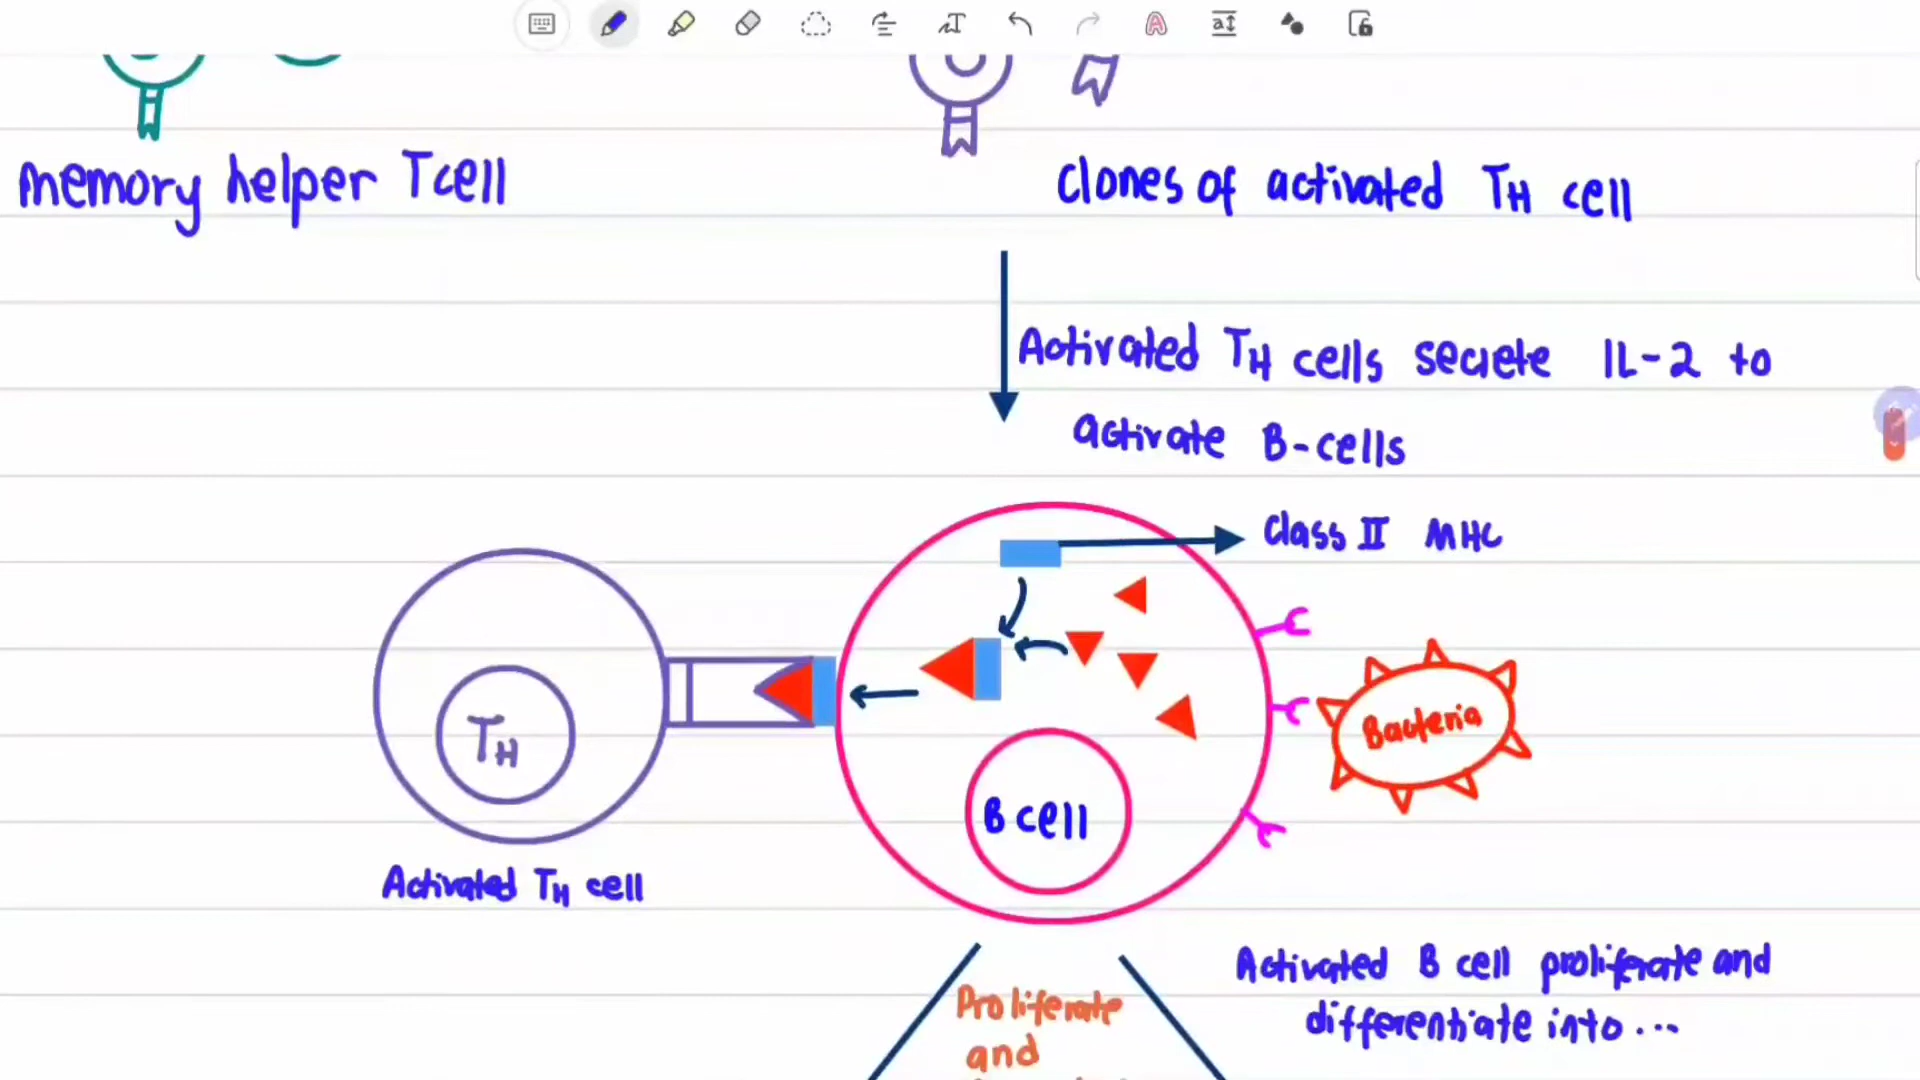 memory helper T cell
Clones of activated TH cell
Activated TH cells secrete IL-2 to
activate B-cells
Class II MHC
Bacteria
TH
B cell
Activated TH cell
Activated B cell proliferate and
differentiate into...
Proliferate
and